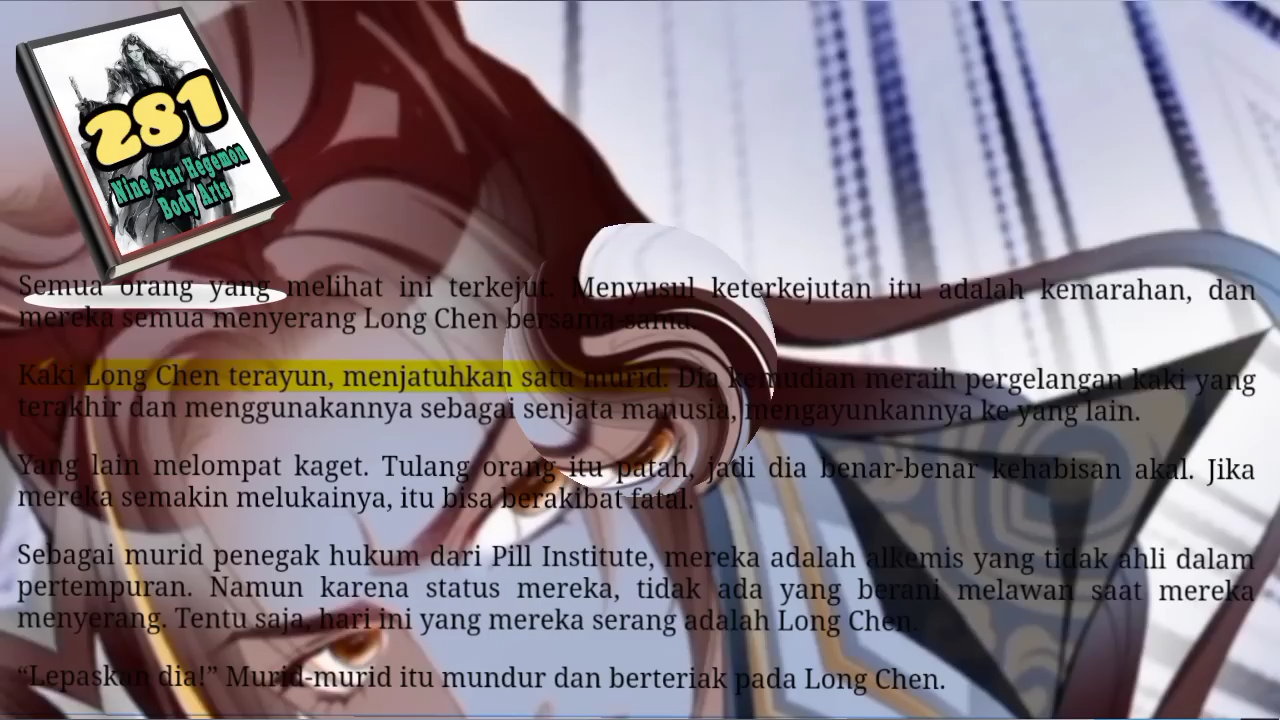 281
Nine Star Hegemon
Body Arts
Semua orang yang melihat ini terkejut. Menyusul keterkejutan itu adalah kemarahan, dan
mereka semua menyerang Long Chen bersama-sama.
Kaki Long Chen terayun, menjatuhkan satu murid. Dia kemudian meraih pergelangan kaki yang
terakhir dan menggunakannya sebagai senjata manusia, mengayunkannya ke yang lain.
Yang lain melompat kaget. Tulang orang itu patah, jadi dia benar-benar kehabisan akal. Jika
mereka semakin melukainya, itu bisa berakibat fatal.
Sebagai murid penegak hukum dari Pill Institute, mereka adalah alkemis yang tidak ahli dalam
pertempuran. Namun karena status mereka, tidak ada yang berani melawan saat mereka
menyerang. Tentu saja, hari ini yang mereka serang adalah Long Chen.
“Lepaskan dia!” Murid-murid itu mundur dan berteriak pada Long Chen.